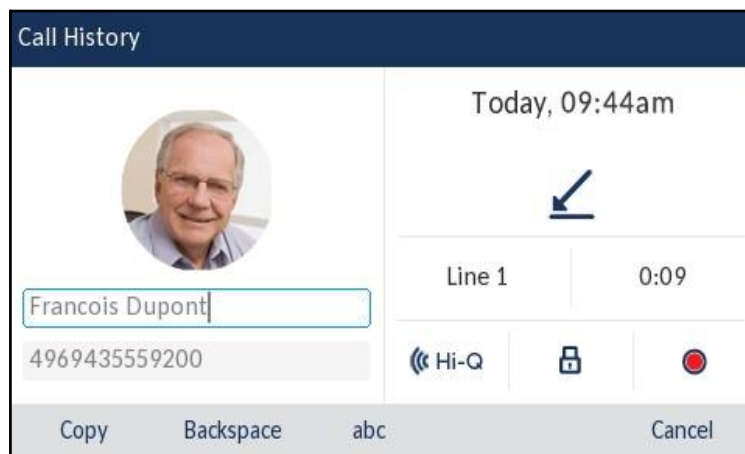 Call History
Francois Dupont
4969435559200
Today, 09:44am
Line 1
0:09
Hi-Q
Copy Backspace abc Cancel